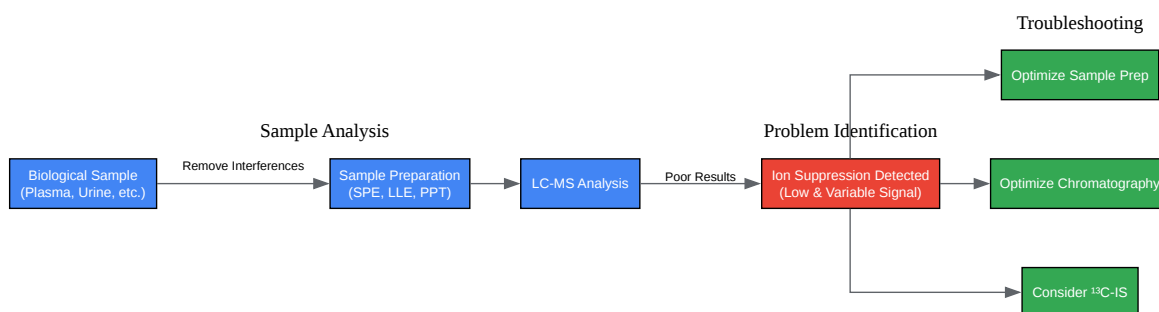 Troubleshooting
Optimize Sample Prep
Sample Analysis
Problem Identification
Biological Sample
(Plasma, Urine, etc.)
Remove Interferences
Sample Preparation
(SPE, LLE, PPT)
LC-MS Analysis
Poor Results
Ion Suppression Detected
(Low & Variable Signal)
Optimize Chromatography
Consider ¹³C-IS